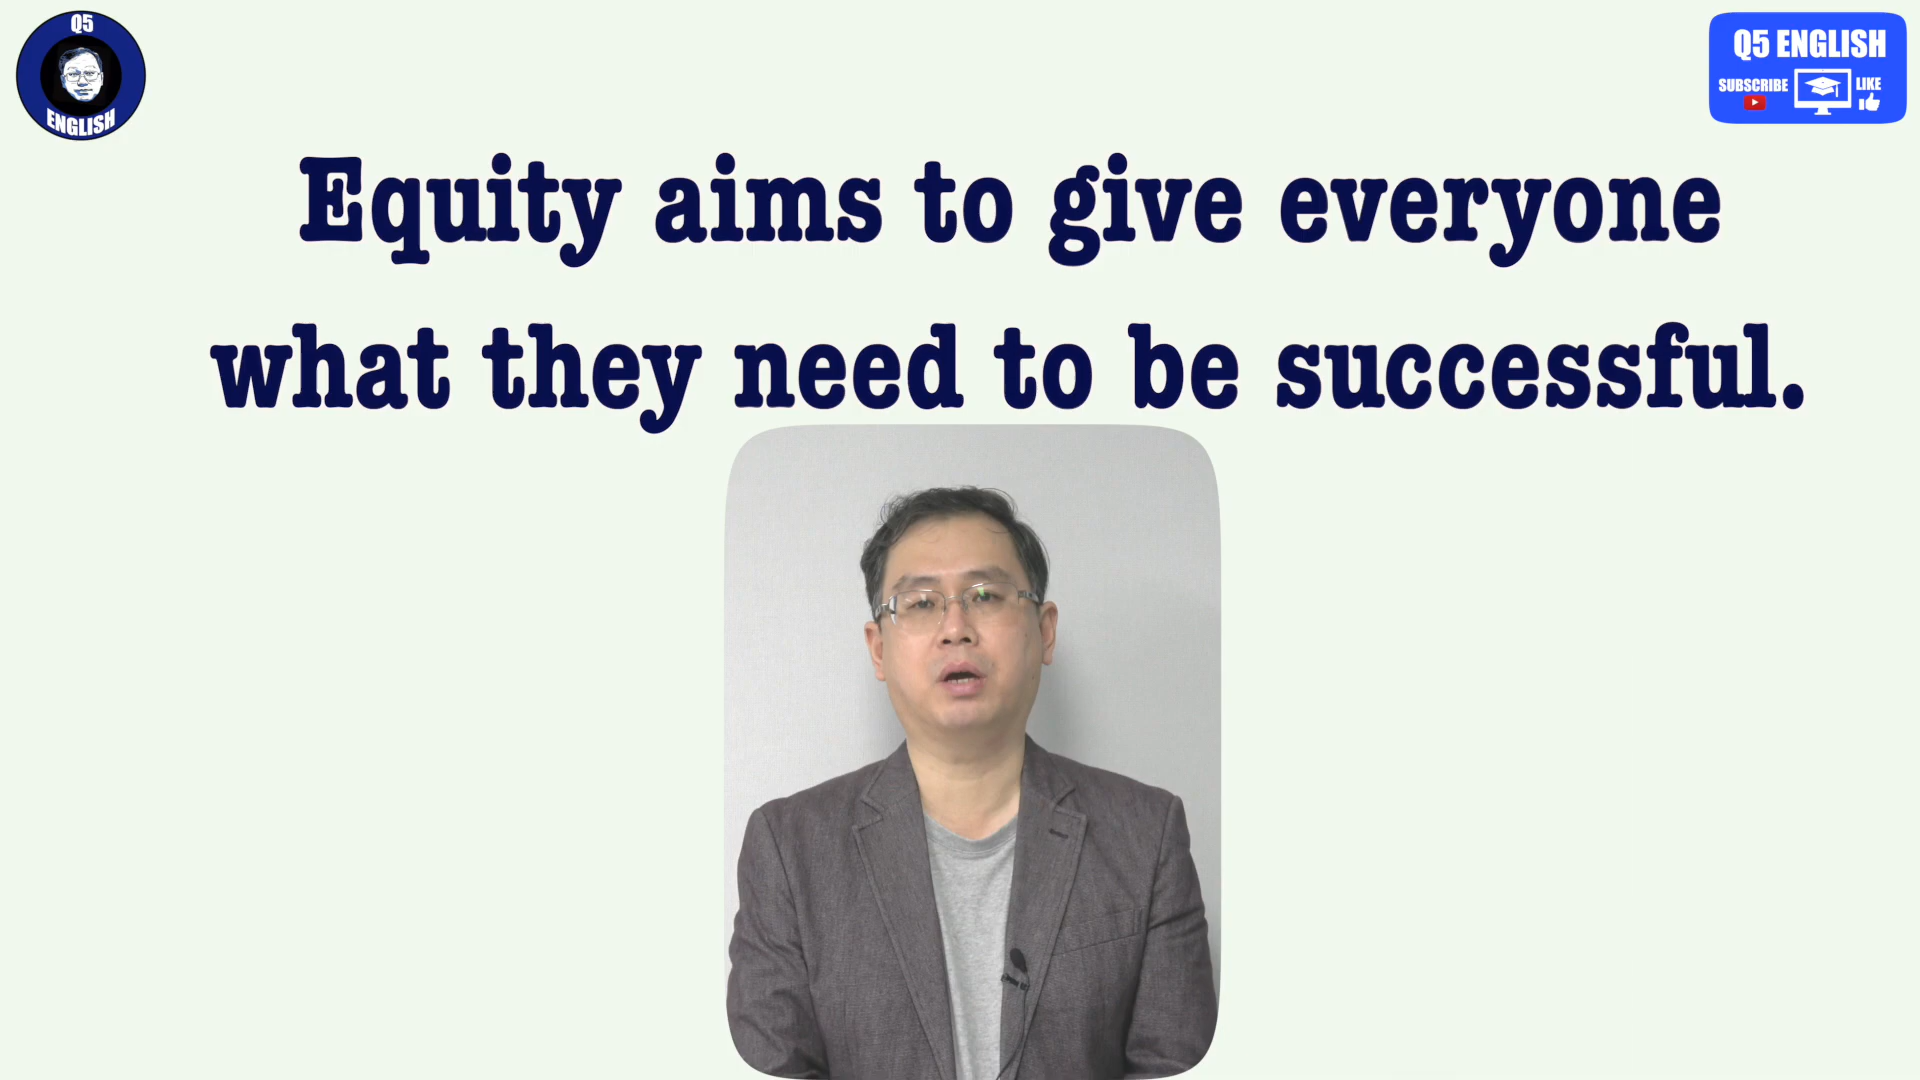 Q5
ENGLISH
Q5 ENGLISH
SUBSCRIBE
LIKE
Equity aims to give everyone
what they need to be successful.